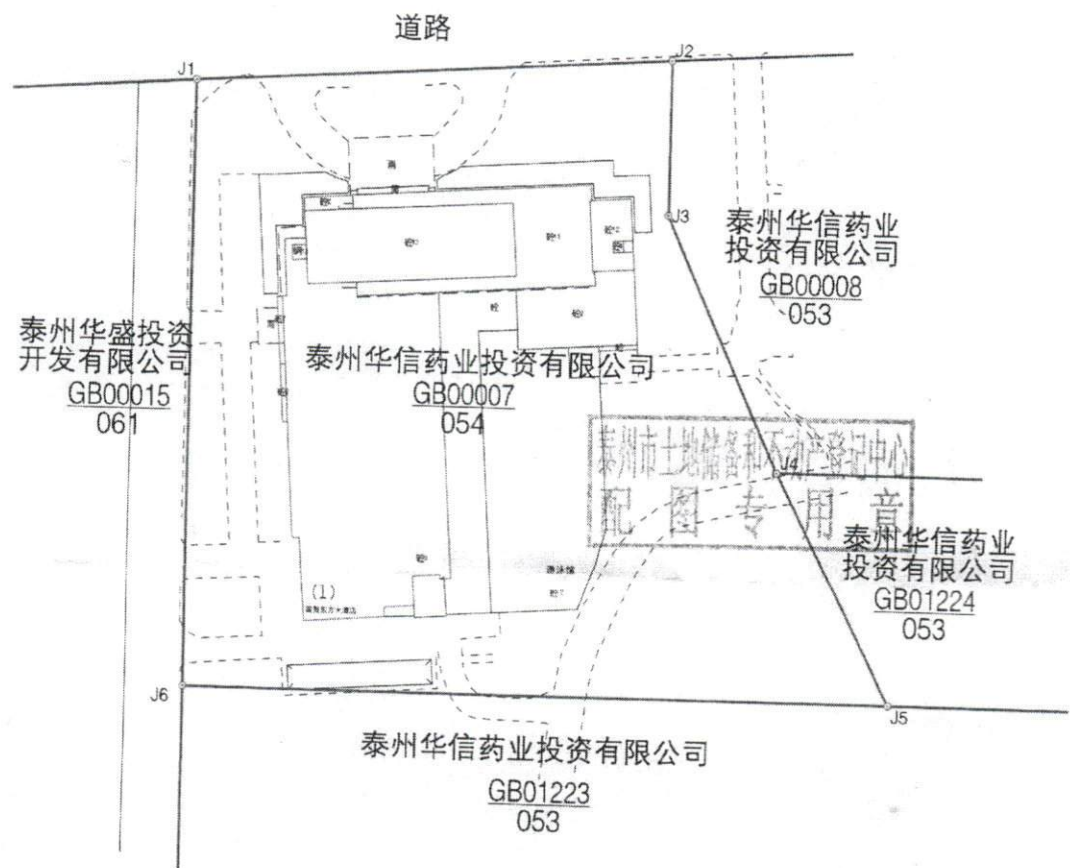 道路
J1
J2
J3
泰州华信药业
投资有限公司
GB00008
053
泰州华盛投资
开发有限公司
GB00015
061
泰州华信药业投资有限公司
GB00007
054
J4
泰州市土地储备和不动产登记中心
配图专用章
泰州华信药业
投资有限公司
GB01224
053
游泳馆
(1)
J6
J5
泰州华信药业投资有限公司
GB01223
053